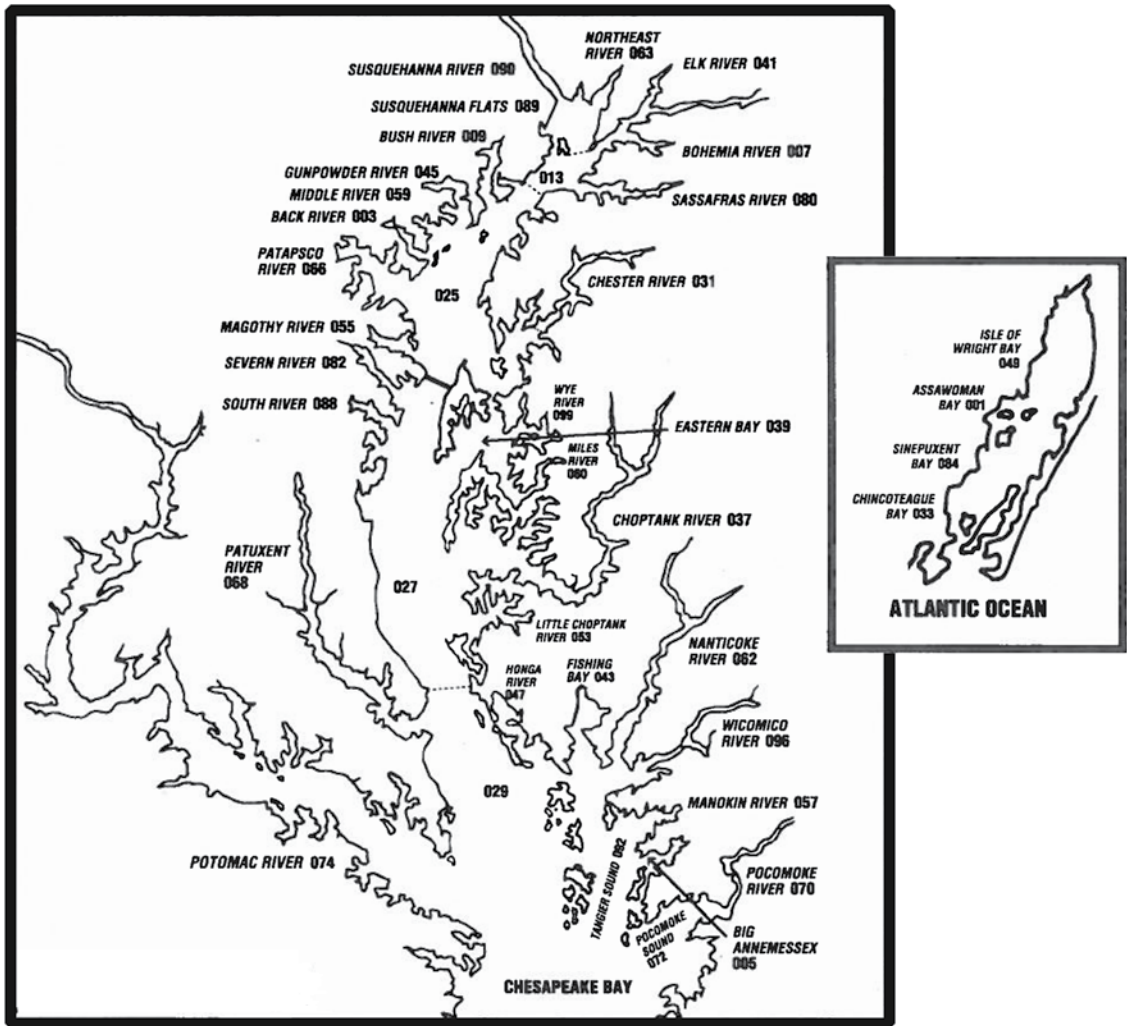 NORTHEAST
RIVER 063
SUSQUEHANNA RIVER 090
ELK RIVER 041
SUSQUEHANNA FLATS 089
BUSH RIVER 009
BOHEMIA RIVER 007
GUNPOWDER RIVER 045
013
MIDDLE RIVER 059
SASSAFRAS RIVER 080
BACK RIVER 003
PATAPSCO
RIVER 066
CHESTER RIVER 031
025
MAGOTHY RIVER 055
SEVERN RIVER 082
WYE
RIVER
099
SOUTH RIVER 088
EASTERN BAY 039
MILES
RIVER
060
CHOPTANK RIVER 037
PATUXENT
RIVER
068
027
LITTLE CHOPTANK
RIVER 053
NANTICOKE
RIVER 062
HONGA
RIVER
047
FISHING
BAY 043
WICOMICO
RIVER 096
029
MANOKIN RIVER 057
POTOMAC RIVER 074
TANGIER SOUND 092
POCOMOKE
RIVER 070
POCOMOKE
SOUND
072
BIG
ANNEMESSEX
005
CHESAPEAKE BAY
ISLE OF
WRIGHT BAY
049
ASSAWOMAN
BAY 001
SINEPUXENT
BAY 084
CHINCOTEAGUE
BAY 033
ATLANTIC OCEAN